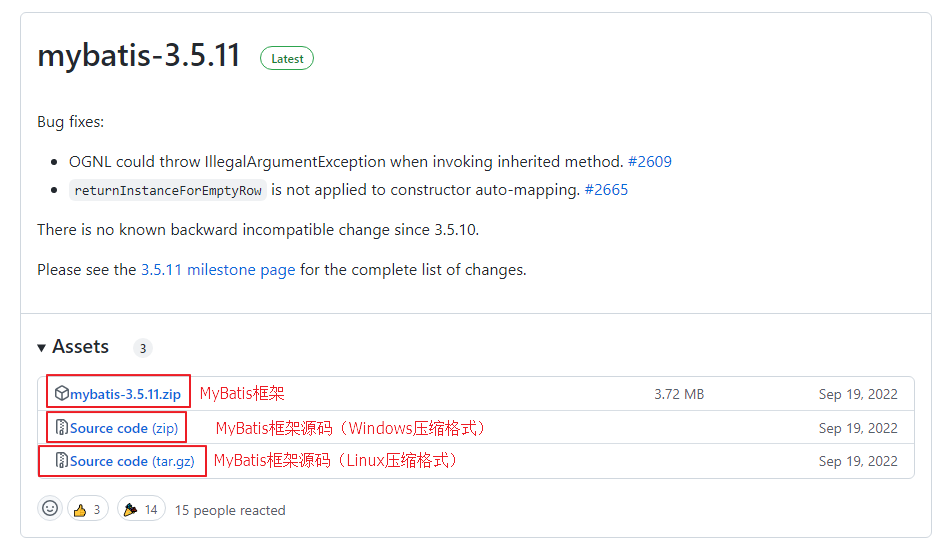 mybatis-3.5.11 Latest
Bug fixes:
OGNL could throw IllegalArgumentException when invoking inherited method. #2609
returnInstanceForEmptyRow is not applied to constructor auto-mapping. #2665
There is no known backward incompatible change since 3.5.10.
Please see the 3.5.11 milestone page for the complete list of changes.
Assets 3
mybatis-3.5.11.zip MyBatis框架 3.72 MB Sep 19, 2022
Source code (zip) MyBatis框架源码（Windows压缩格式） Sep 19, 2022
Source code (tar.gz) MyBatis框架源码（Linux压缩格式） Sep 19, 2022
3 14 15 people reacted